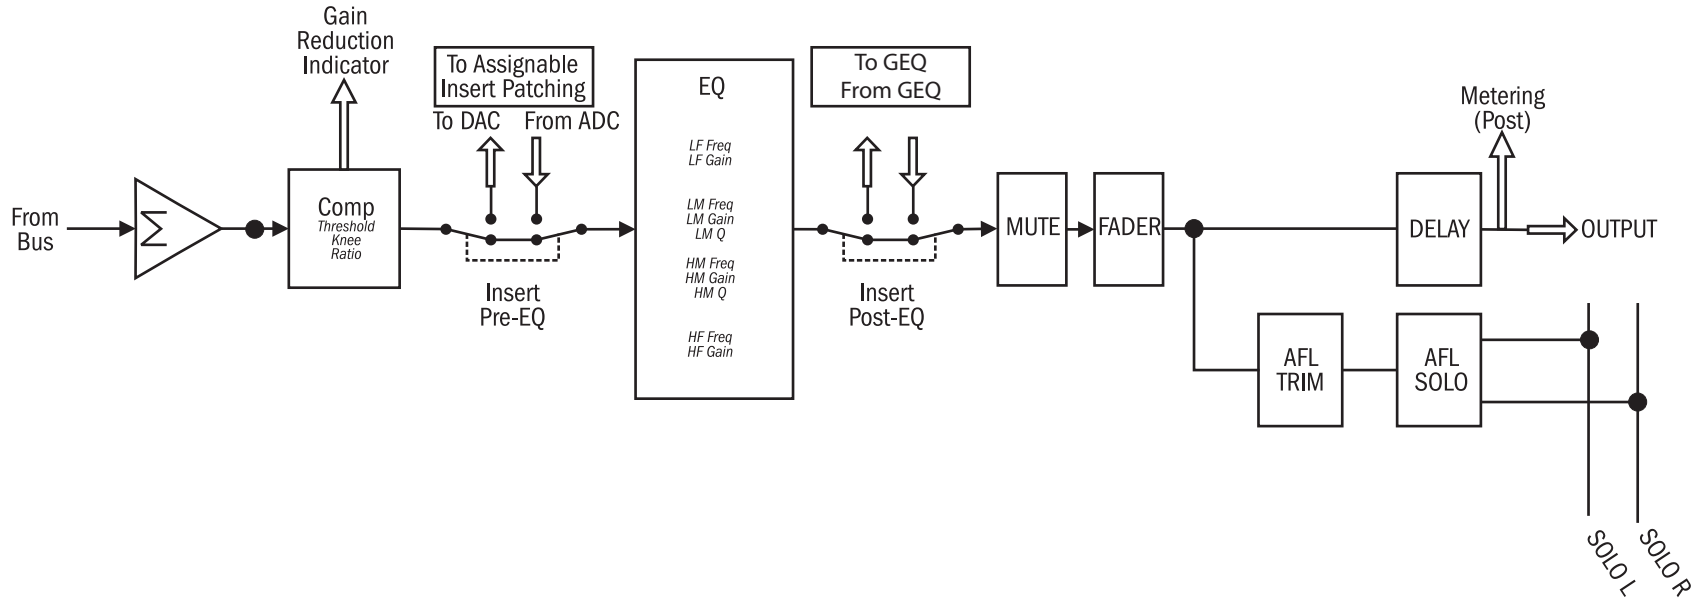 Gain
Reduction
Indicator
To Assignable
Insert Patching
To DAC
From ADC
EQ
To GEQ
From GEQ
Metering
(Post)
From
Bus
Σ
Comp
Threshold
Knee
Ratio
Insert
Pre-EQ
LF Freq
LF Gain
LM Freq
LM Gain
LM Q
HM Freq
HM Gain
HM Q
HF Freq
HF Gain
Insert
Post-EQ
MUTE
FADER
DELAY
OUTPUT
AFL
TRIM
AFL
SOLO
SOLO L
SOLO R